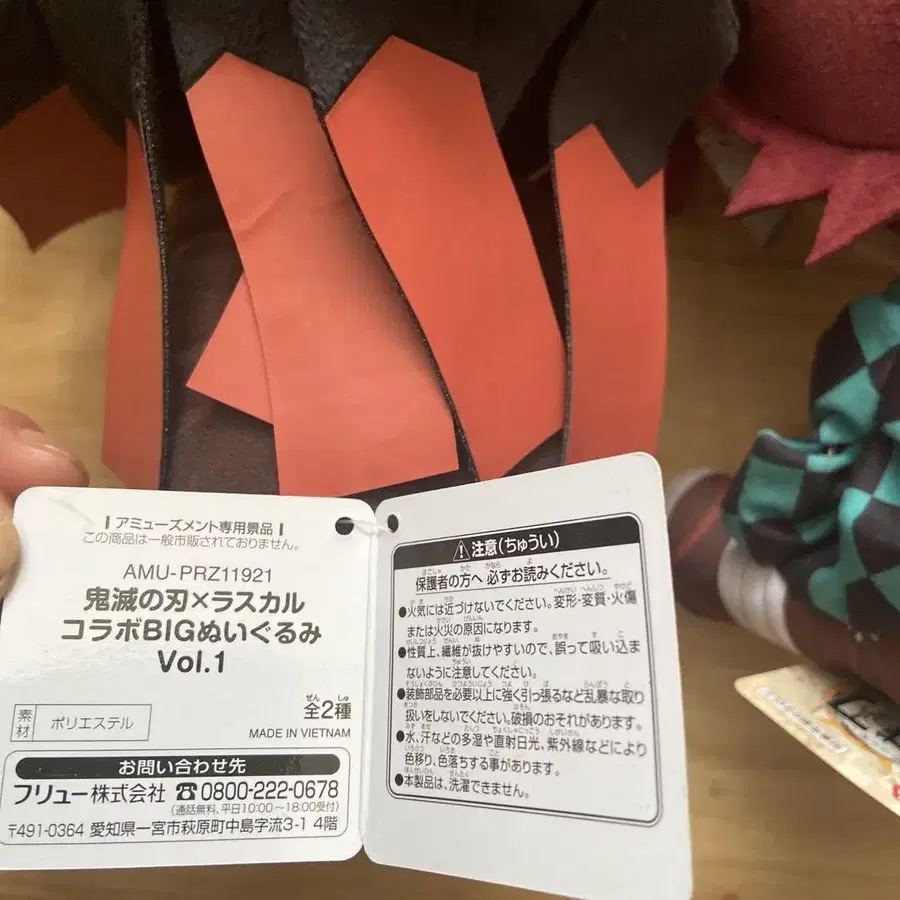 | アミューズメント専用景品 |
この商品は一般市販されておりません。
AMU-PRZ11921
鬼滅の刃×ラスカル
コラボBIGぬいぐるみ
Vol.1
ぜん しゅ
全2種
素材 ポリエステル
MADE IN VIETNAM
お問い合わせ先
フリュー株式会社 ☎0800-222-0678
(通話無料、平日10:00～18:00受付)
〒491-0364 愛知県一宮市萩原町中島字流3-1 4階
⚠注意(ちゅうい)
保護者の方へ 必ずお読みください。
●火気には近づけないでください。変形・変質・火傷
または火災の原因になります。
●性質上、繊維が抜けやすいので、誤って吸い込ま
ないように注意してください。
●装飾部品を必要以上に強く引っ張るなど乱暴な取り
扱いをしないでください。破損のおそれがあります。
●水、汗などの多湿や直射日光、紫外線などにより
色移り、色落ちする事があります。
●本製品は、洗濯できません。